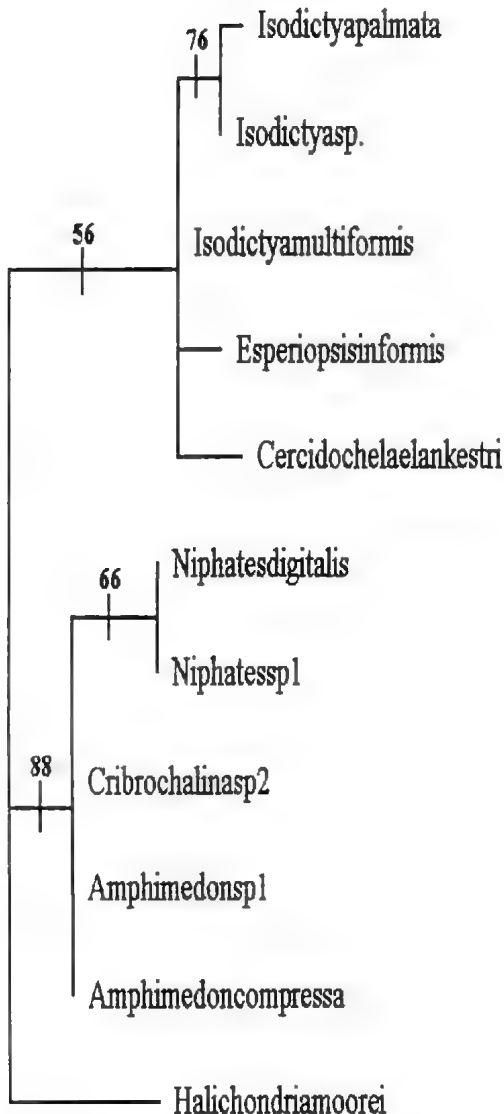 Isodictyapalmata
76
Isodictyasp.
Isodictyamultiformis
56
Esperiopsisinformis
Cercidochelaelankestri
Niphatesdigitalis
66
Niphatessp1
Cribrochalinasp2
88
Amphimedonsp1
Amphimedoncompressa
Halichondriamoorei